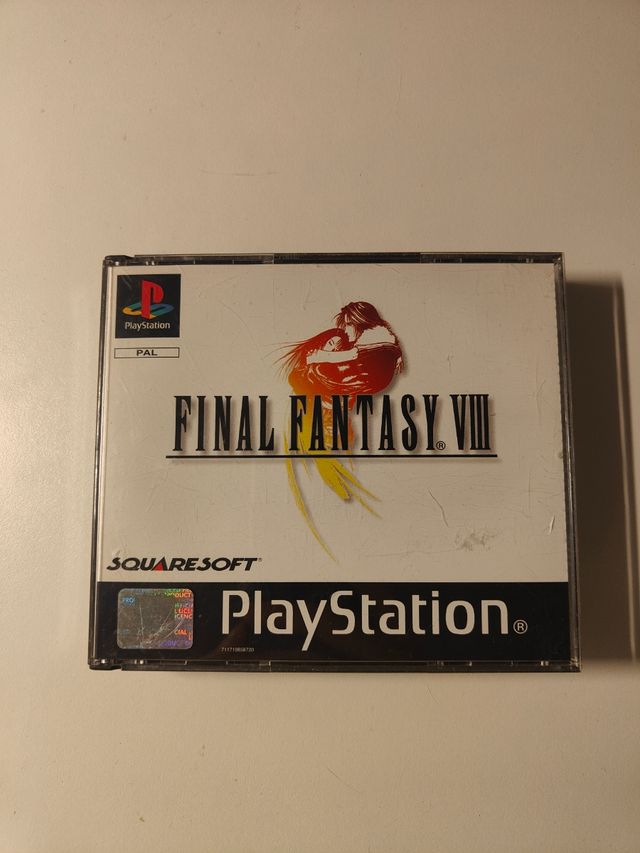 PlayStation
PAL
FINAL FANTASY® VIII
SQUARESOFT®
PlayStation®